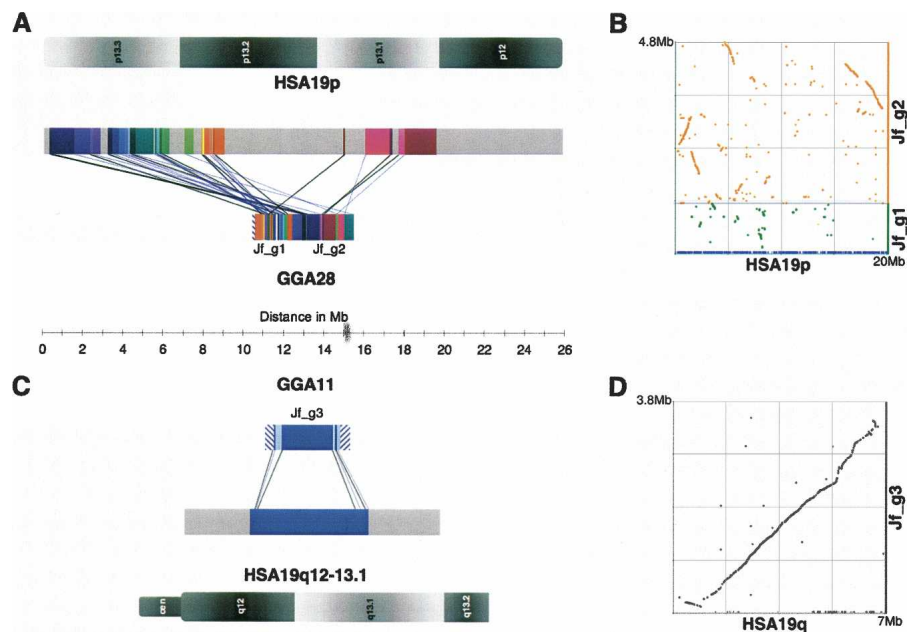 A
p13.3
p13.2
p13.1
p12
HSA19p
Jf_g1
Jf_g2
GGA28
Distance in Mb
0 2 4 6 8 10 12 14 16 18 20 22 24 26
B
4.8Mb
Jf_g2
Jf_g1
HSA19p
20Mb
C
GGA11
Jf_g3
HSA19q12-13.1
cen
q12
q13.1
q13.2
D
3.8Mb
Jf_g3
HSA19q
7Mb